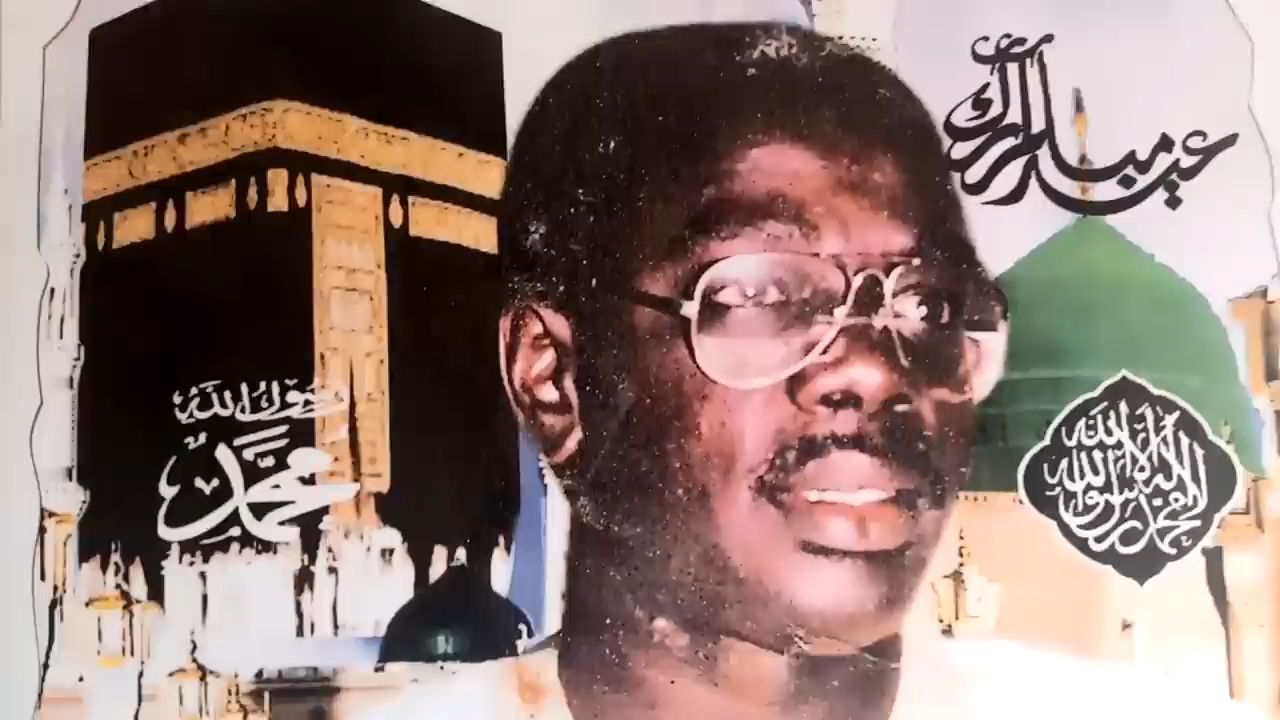 عيد مبارك
رسول الله
محمد
لا إله إلا الله
محمد رسول الله